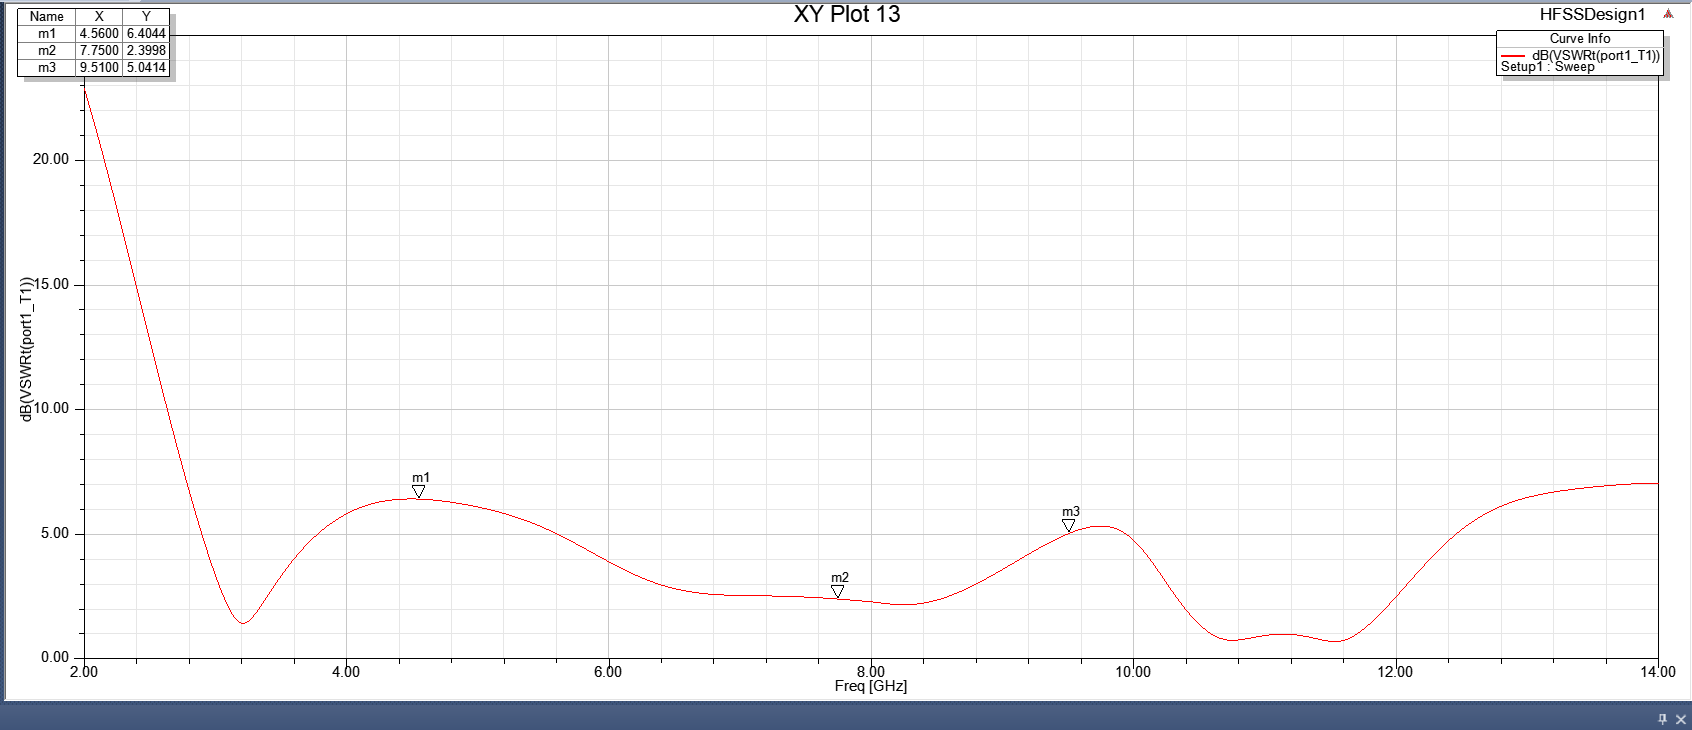 XY Plot 13
HFSSDesign1
Name X Y
m1 4.5600 6.4044
m2 7.7500 2.3998
m3 9.5100 5.0414
Curve Info
dB(VSWRt(port1_T1))
Setup1 : Sweep
dB(VSWRt(port1_T1))
20.00
15.00
10.00
5.00
0.00
m1
m2
m3
2.00 4.00 6.00 8.00 10.00 12.00 14.00
Freq [GHz]